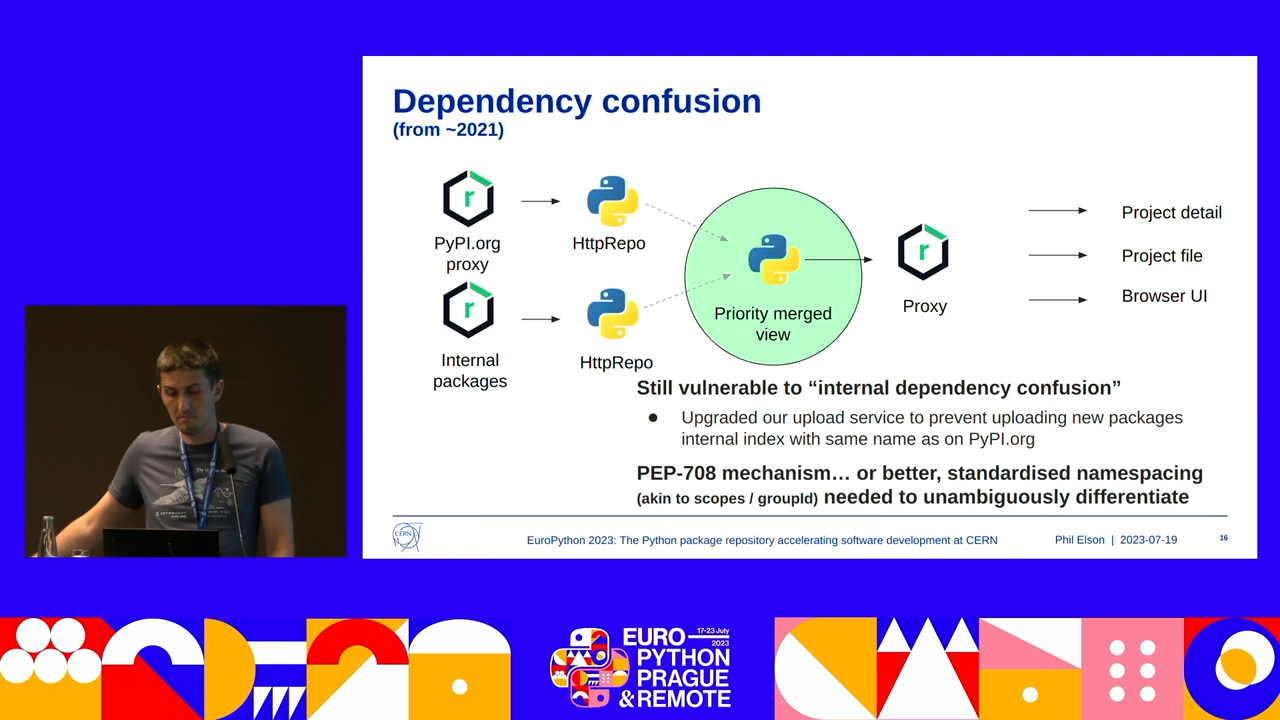 Dependency confusion
(from ~2021)
r
PyPI.org
proxy
HttpRepo
r
Internal
packages
HttpRepo
Priority merged
view
r
Proxy
Project detail
Project file
Browser UI
Still vulnerable to “internal dependency confusion”
● Upgraded our upload service to prevent uploading new packages
internal index with same name as on PyPI.org
PEP-708 mechanism… or better, standardised namespacing
(akin to scopes / groupId) needed to unambiguously differentiate
CERN
EuroPython 2023: The Python package repository accelerating software development at CERN
Phil Elson | 2023-07-19
16
EURO 17-23 July
2023
PYTHON
PRAGUE
& REMOTE